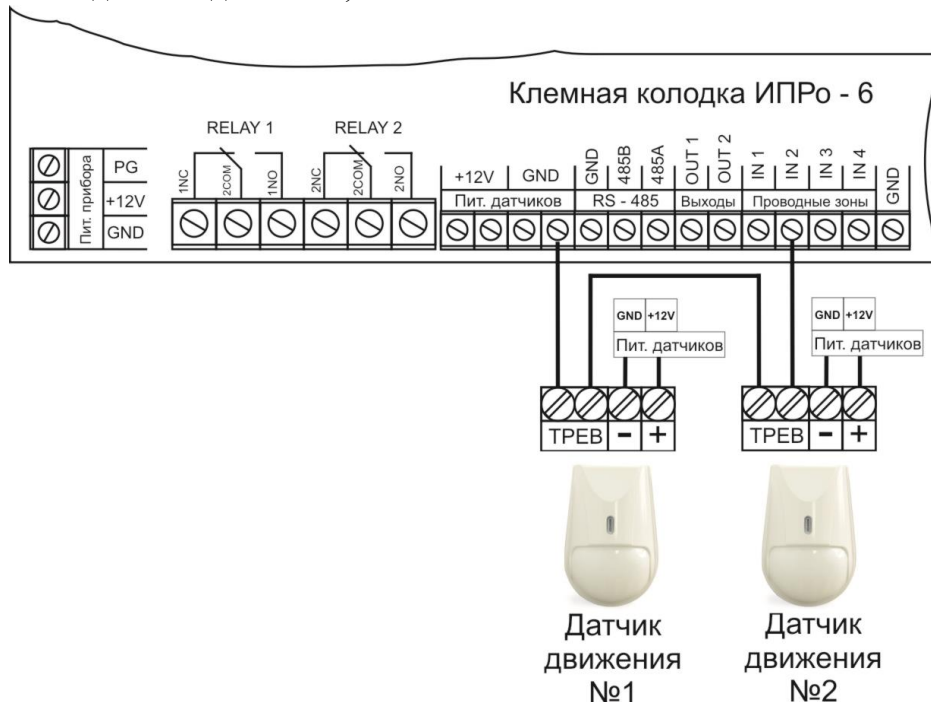 Клемная колодка ИПРо - 6
RELAY 1
RELAY 2
Пит. прибора
PG
+12V
GND
1NC
2COM
1NO
2NC
2COM
2NO
+12V
GND
GND
485B
485A
OUT 1
OUT 2
IN 1
IN 2
IN 3
IN 4
GND
Пит. датчиков
RS - 485
Выходы
Проводные зоны
GND +12V
Пит. датчиков
GND +12V
Пит. датчиков
ТРЕВ - +
ТРЕВ - +
Датчик
движения
№1
Датчик
движения
№2